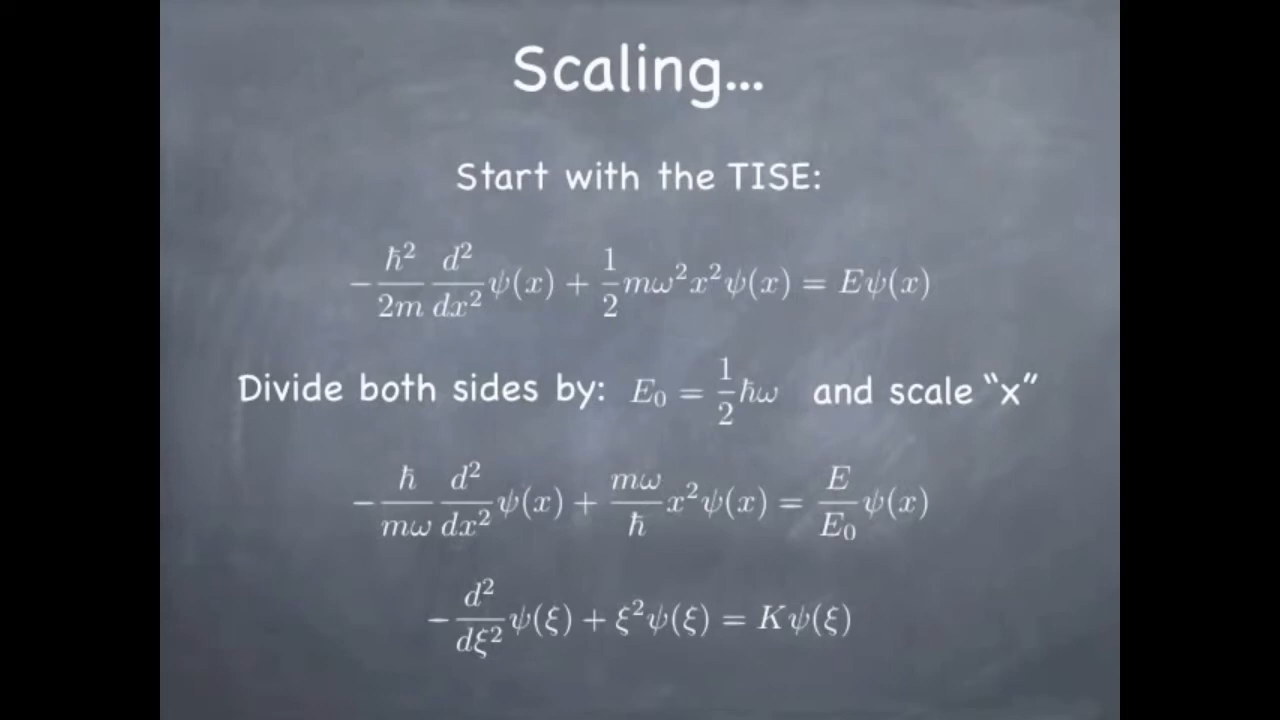 Scaling...
Start with the TISE:
$-\frac{\hbar^2}{2m}\frac{d^2}{dx^2}\psi(x) + \frac{1}{2}m\omega^2x^2\psi(x) = E\psi(x)$
Divide both sides by: $E_0 = \frac{1}{2}\hbar\omega$ and scale “x”
$-\frac{\hbar}{m\omega}\frac{d^2}{dx^2}\psi(x) + \frac{m\omega}{\hbar}x^2\psi(x) = \frac{E}{E_0}\psi(x)$
$-\frac{d^2}{d\xi^2}\psi(\xi) + \xi^2\psi(\xi) = K\psi(\xi)$